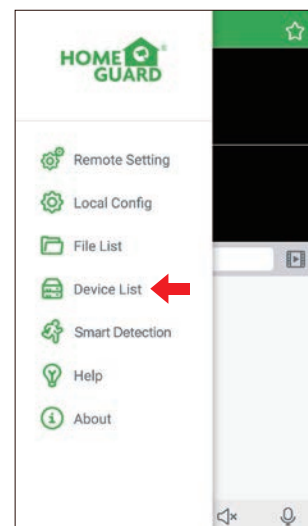 HOME
GUARD
Remote Setting
Local Config
File List
Device List
Smart Detection
Help
About